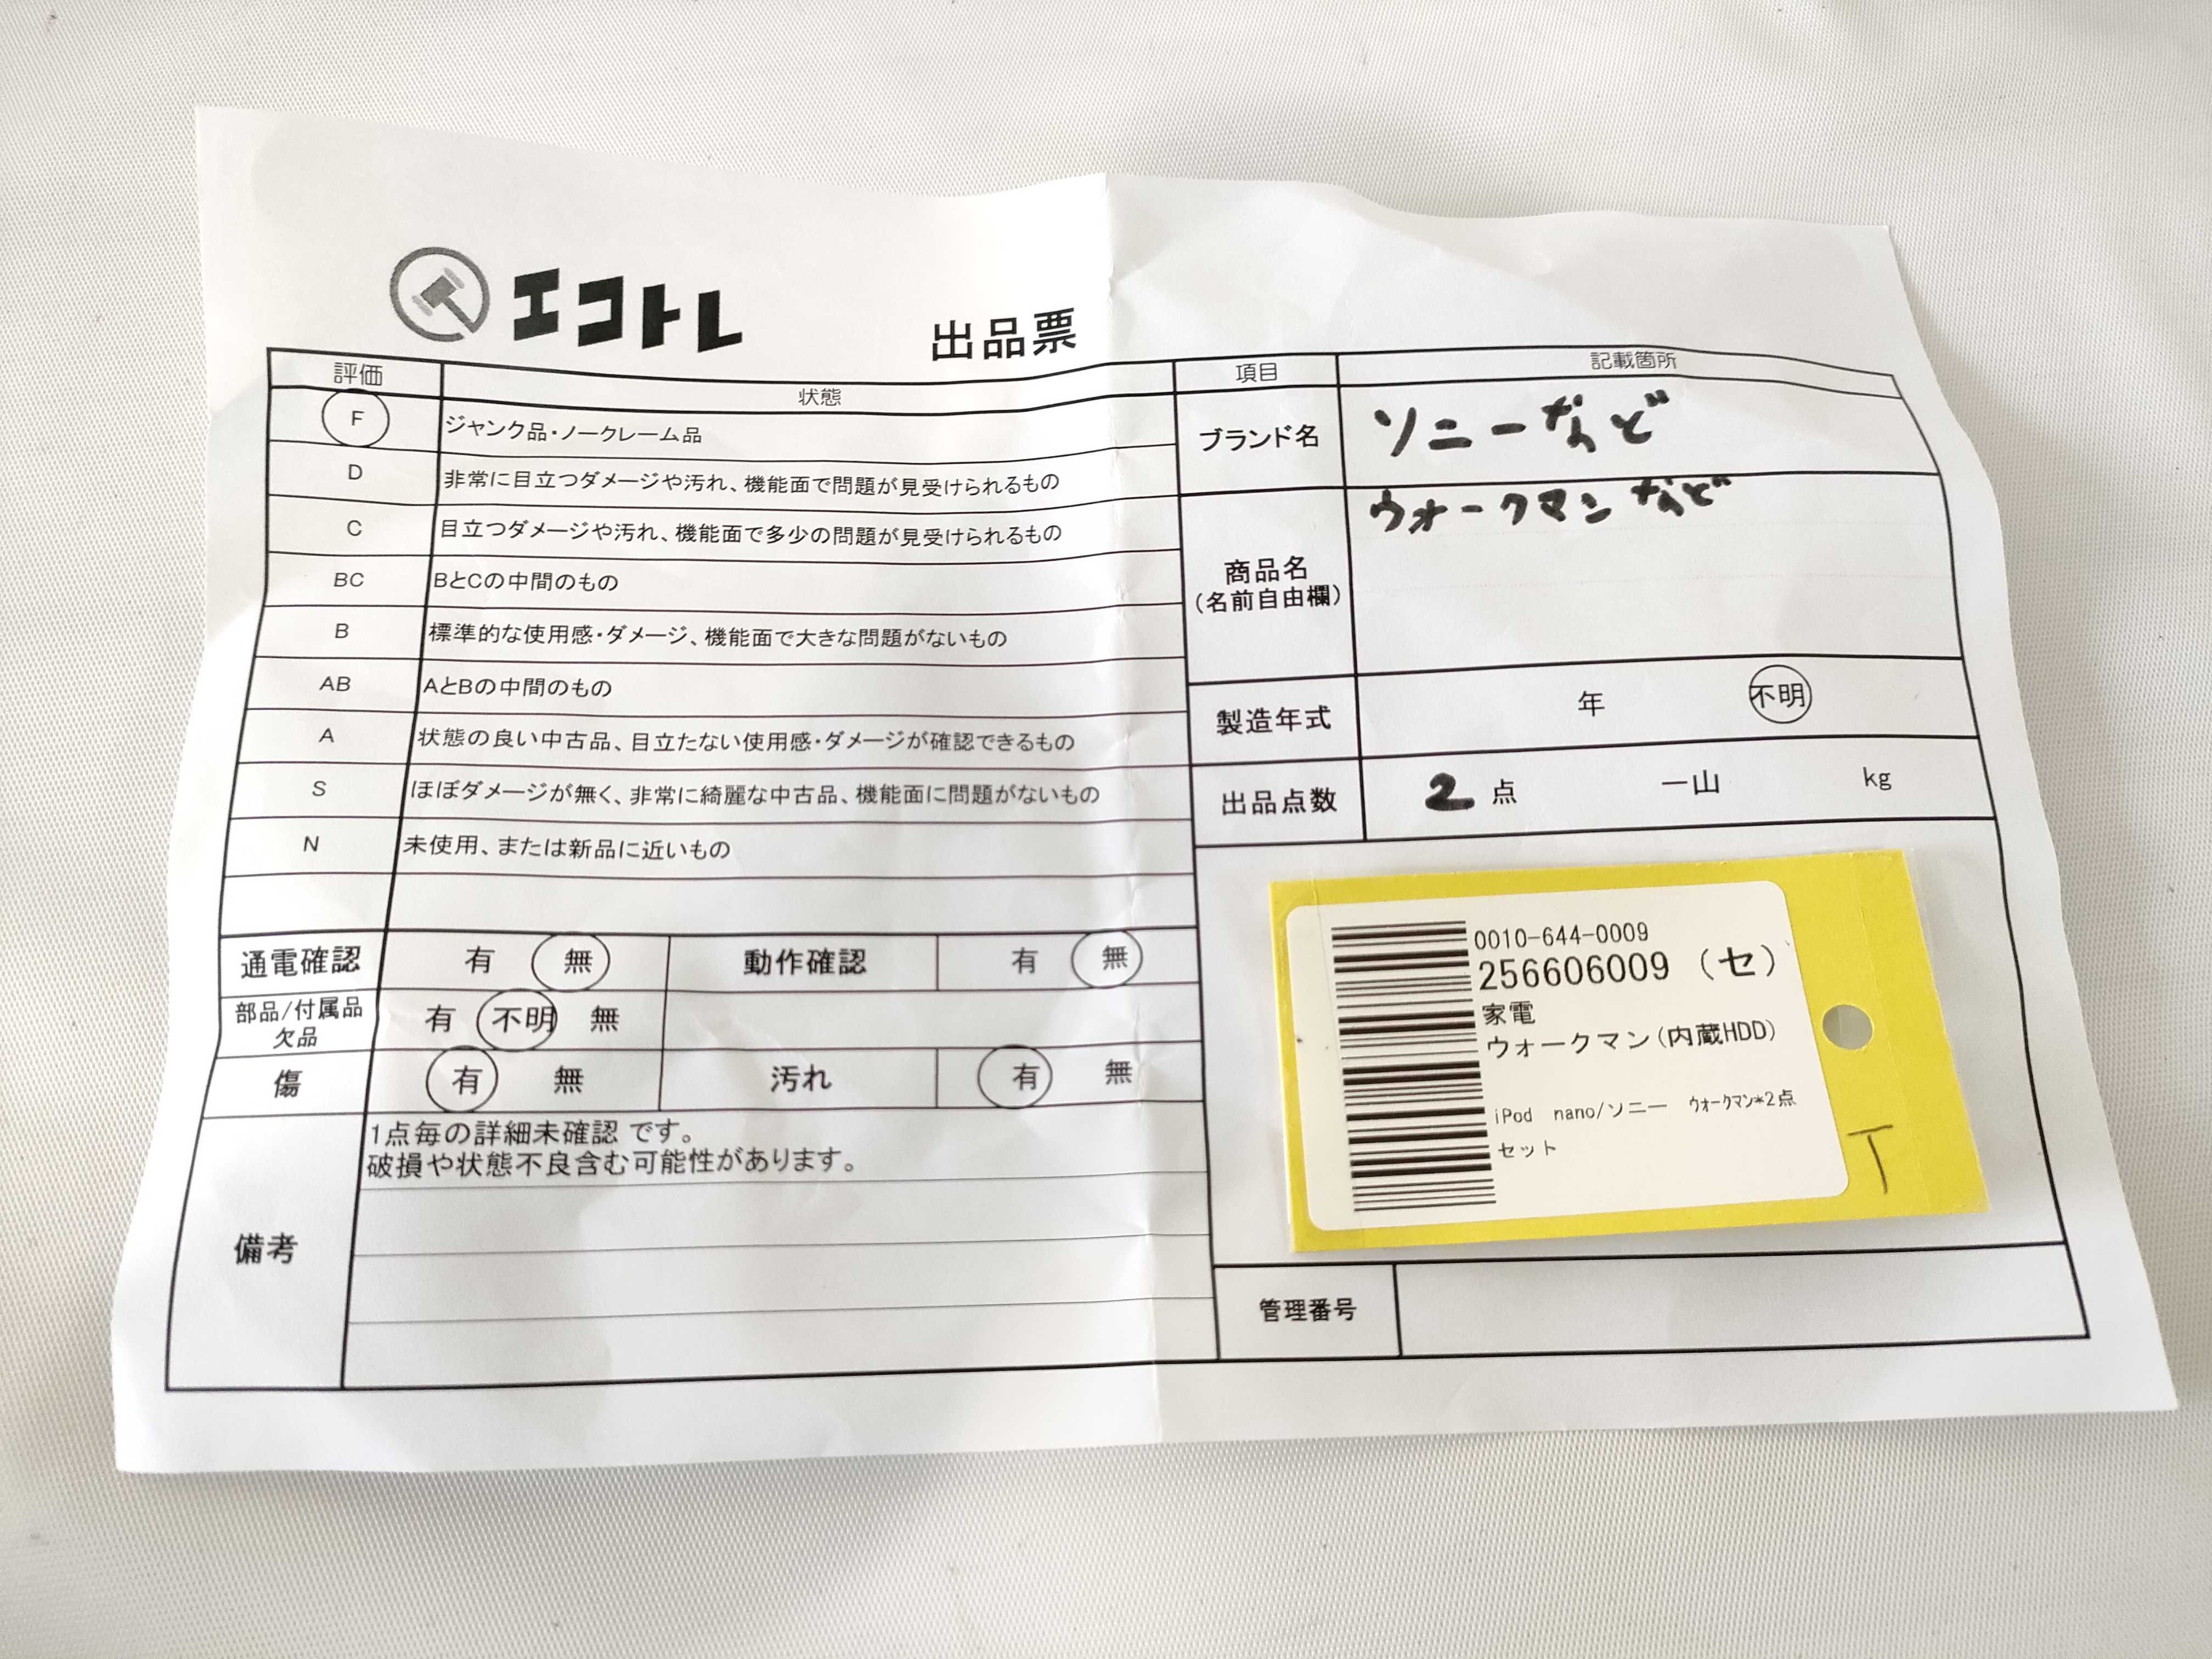 エコトレ
出品票
評価 状態
F ジャンク品・ノークレーム品
D 非常に目立つダメージや汚れ、機能面で問題が見受けられるもの
C 目立つダメージや汚れ、機能面で多少の問題が見受けられるもの
BC BとCの中間のもの
B 標準的な使用感・ダメージ、機能面で大きな問題がないもの
AB AとBの中間のもの
A 状態の良い中古品、目立たない使用感・ダメージが確認できるもの
S ほぼダメージが無く、非常に綺麗な中古品、機能面に問題がないもの
N 未使用、または新品に近いもの
通電確認 有 無 動作確認 有 無
部品/付属品
欠品
有 不明 無
傷 有 無 汚れ 有 無
備考
1点毎の詳細未確認 です。
破損や状態不良含む可能性があります。
項目 記載箇所
ブランド名 ソニーなど
商品名
(名前自由欄)
ウォークマンなど
製造年式 年 不明
出品点数 2 点 一山 kg
0010-644-0009
256606009 (セ)
家電
ウォークマン(内蔵HDD)
iPod nano/ソニー ｳｫｰｸﾏﾝ*2点
セット
T
管理番号